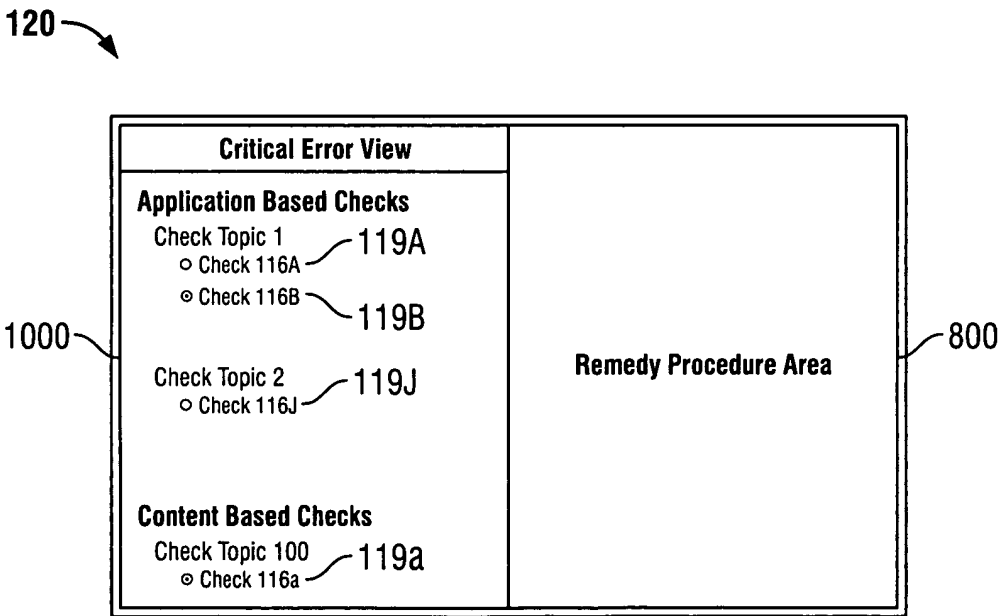 120
Critical Error View
Application Based Checks
Check Topic 1
119A
Check 116A
Check 116B
119B
1000
800
Remedy Procedure Area
Check Topic 2
119J
Check 116J
Content Based Checks
Check Topic 100
119a
Check 116a